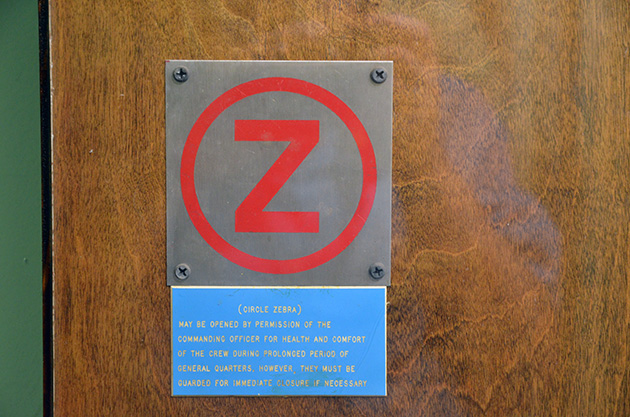 Z
(CIRCLE ZEBRA)
MAY BE OPENED BY PERMISSION OF THE
COMMANDING OFFICER FOR HEALTH AND COMFORT
OF THE CREW DURING PROLONGED PERIOD OF
GENERAL QUARTERS. HOWEVER, THEY MUST BE
GUARDED FOR IMMEDIATE CLOSURE IF NECESSARY